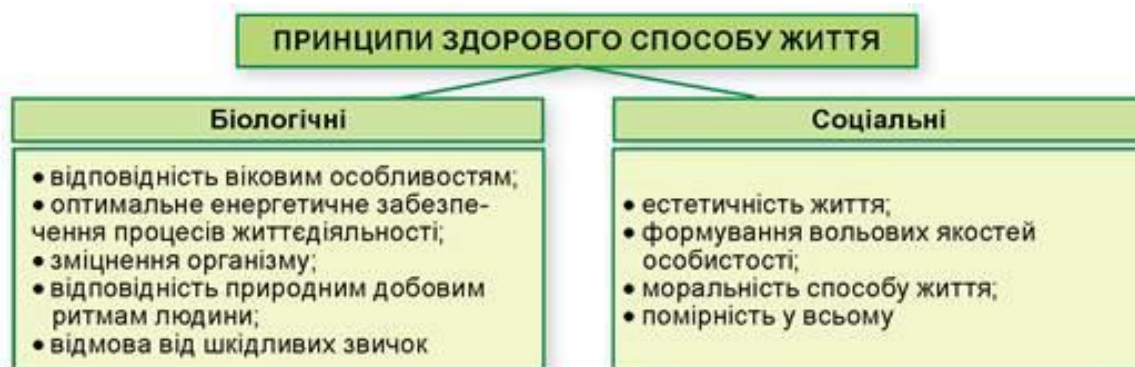 ПРИНЦИПИ ЗДОРОВОГО СПОСОБУ ЖИТТЯ
Біологічні
• відповідність віковим особливостям;
• оптимальне енергетичне забезпе-
чення процесів життєдіяльності;
• зміцнення організму;
• відповідність природним добовим
ритмам людини;
• відмова від шкідливих звичок
Соціальні
• естетичність життя;
• формування вольових якостей
особистості;
• моральність способу життя;
• помірність у всьому